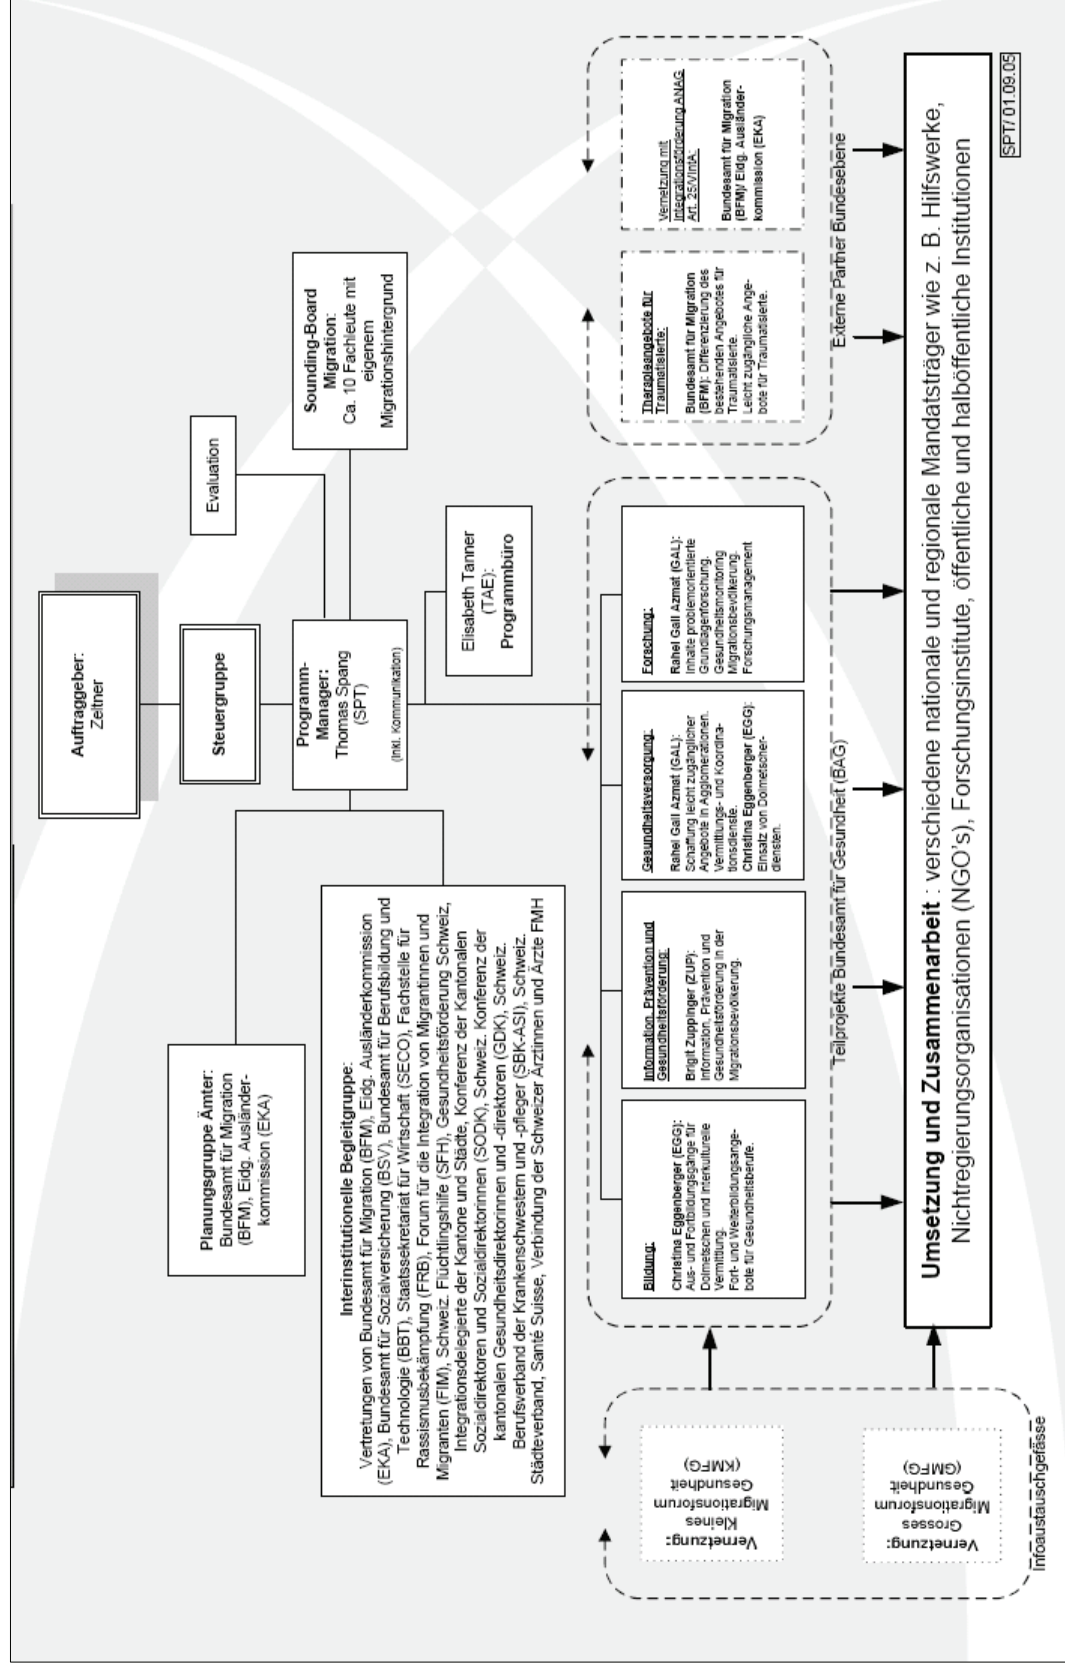 Auftraggeber:
Zeltner
Steuergruppe
Evaluation
Programm-
Manager:
Thomas Spang
(SPT)
(Inkl. Kommunikation)
Sounding-Board
Migration:
Ca. 10 Fachleute mit
eigenem
Migrationshintergrund
Planungsgruppe Ämter:
Bundesamt für Migration
(BFM), Eidg. Ausländer-
kommission (EKA)
Interinstitutionelle Begleitgruppe:
Vertretungen von Bundesamt für Migration (BFM), Eidg. Ausländerkommission
(EKA), Bundesamt für Sozialversicherung (BSV), Bundesamt für Berufsbildung und
Technologie (BBT), Staatssekretariat für Wirtschaft (SECO), Fachstelle für
Rassismusbekämpfung (FRB), Forum für die Integration von Migrantinnen und
Migranten (FIM), Schweiz. Flüchtlingshilfe (SFH), Gesundheitsförderung Schweiz,
Integrationsdelegierte der Kantone und Städte, Konferenz der Kantonalen
Sozialdirektoren und Sozialdirektorinnen (SODK), Schweiz. Konferenz der
kantonalen Gesundheitsdirektorinnen und -direktoren (GDK), Schweiz.
Berufsverband der Krankenschwestern und -pfleger (SBK-ASI), Schweiz.
Städteverband, Santé Suisse, Verbindung der Schweizer Ärztinnen und Ärzte FMH
Elisabeth Tanner
(TAE):
Programmbüro
Bildung:
Christina Eggenberger (EGG):
Aus- und Fortbildungsgänge für
Dolmetschen und Interkulturelle
Vermittlung.
Fort- und Weiterbildungsange-
bote für Gesundheitsberufe.
Information, Prävention und
Gesundheitsförderung:
Brigit Zuppinger (ZUP):
Information, Prävention und
Gesundheitsförderung in der
Migrationsbevölkerung.
Gesundheitsversorgung:
Rahel Gall Azmat (GAL):
Schaffung leicht zugänglicher
Angebote in Agglomerationen.
Vermittlungs- und Koordina-
tionsdienste.
Christina Eggenberger (EGG):
Einsatz von Dolmetscher-
diensten.
Forschung:
Rahel Gall Azmat (GAL):
Inhalte problemorientierte
Grundlagenforschung.
Gesundheitsmonitoring
Migrationsbevölkerung.
Forschungsmanagement
Therapieangebote für
Traumatisierte:
Bundesamt für Migration
(BFM): Differenzierung des
bestehenden Angebotes für
Traumatisierte.
Leicht zugängliche Ange-
bote für Traumatisierte.
Vernetzung mit
Integrationsförderung ANAG
Art. 25/VIntA:
Bundesamt für Migration
(BFM)/ Eidg. Ausländer-
kommission (EKA)
Teilprojekte Bundesamt für Gesundheit (BAG)
Externe Partner Bundesebene
Vernetzung:
Kleines
Migrationsforum
Gesundheit
(KMFG)
Vernetzung:
Grosses
Migrationsforum
Gesundheit
(GMFG)
Infoaustauschgefässe
Umsetzung und Zusammenarbeit : verschiedene nationale und regionale Mandatsträger wie z. B. Hilfswerke,
Nichtregierungsorganisationen (NGO's), Forschungsinstitute, öffentliche und halböffentliche Institutionen
SPT/ 01.09.05